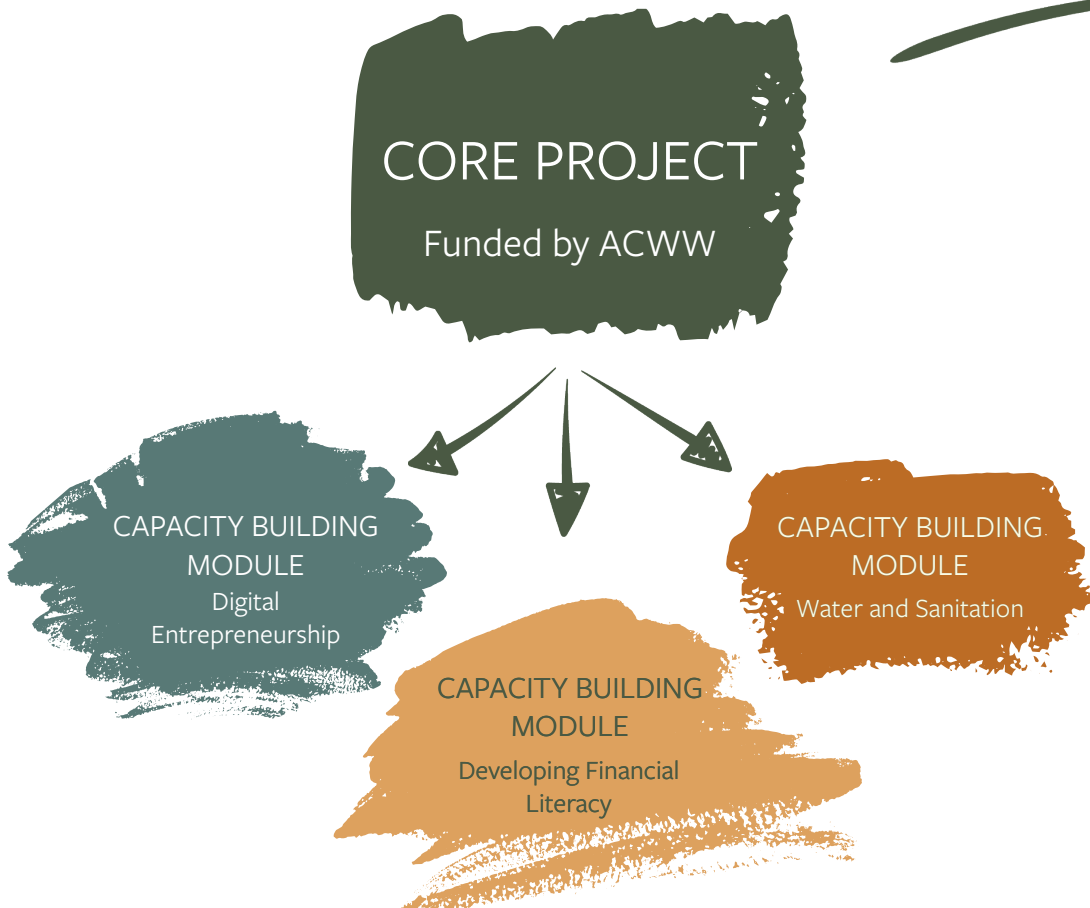 CORE PROJECT
Funded by ACWW
CAPACITY BUILDING
MODULE
Digital
Entrepreneurship
CAPACITY BUILDING
MODULE
Developing Financial
Literacy
CAPACITY BUILDING
MODULE
Water and Sanitation